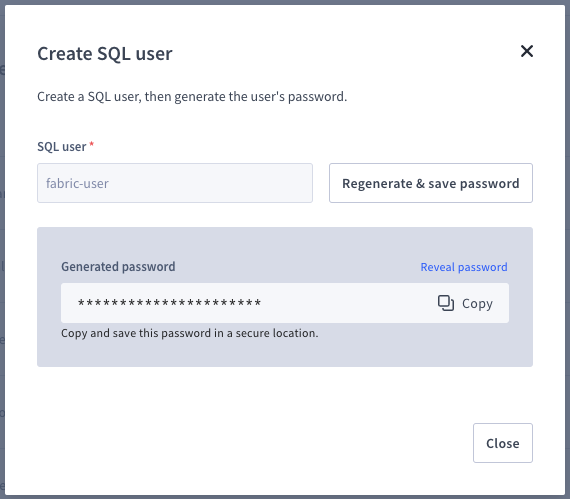 Create SQL user
Create a SQL user, then generate the user's password.
SQL user *
fabric-user
Regenerate & save password
Generated password
Reveal password
**********************
Copy
Copy and save this password in a secure location.
Close